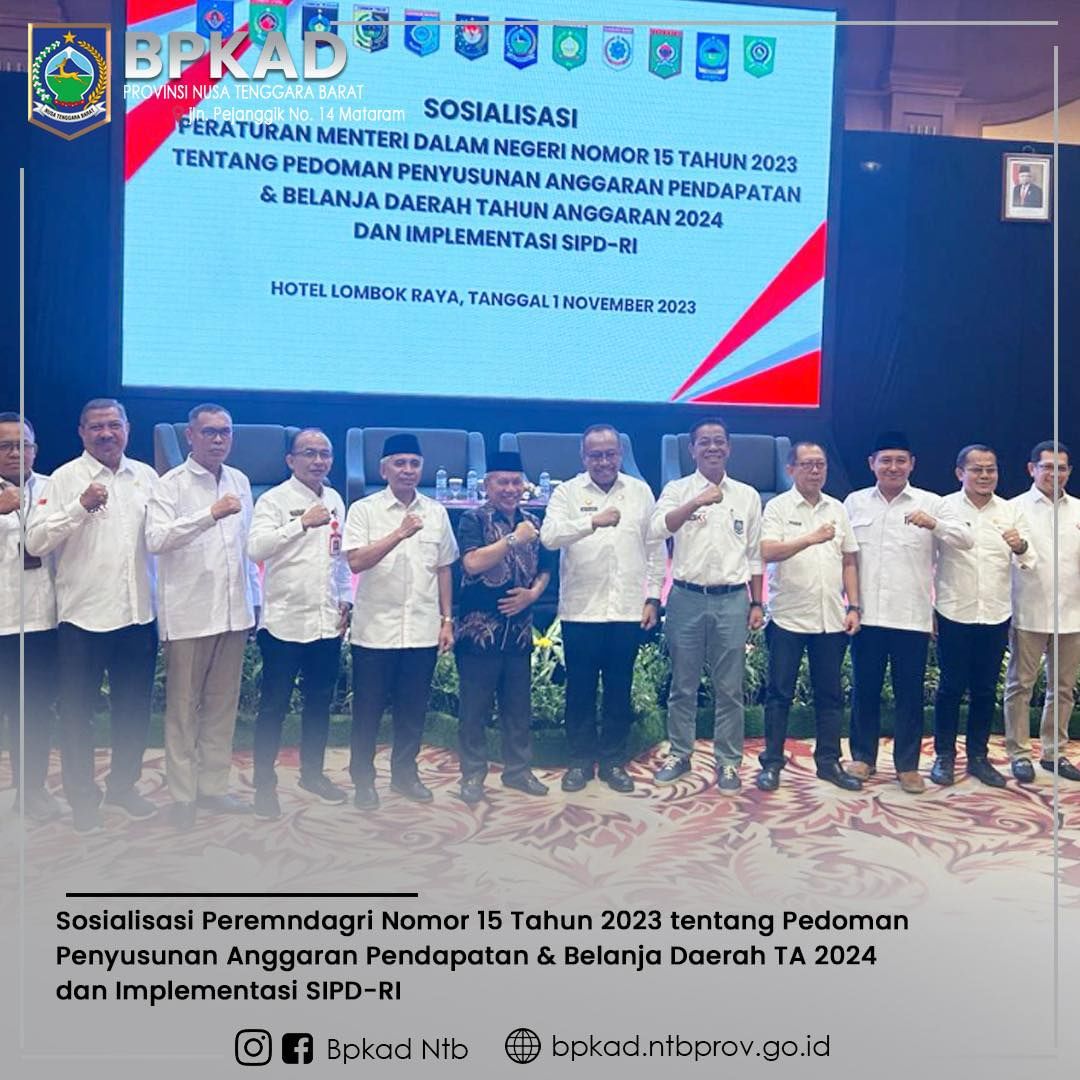 BPKAD
PROVINSI NUSA TENGGARA BARAT
Jln. Pejanggik No. 14 Mataram
NUSA TENGGARA BARAT
SOSIALISASI
PERATURAN MENTERI DALAM NEGERI NOMOR 15 TAHUN 2023
TENTANG PEDOMAN PENYUSUNAN ANGGARAN PENDAPATAN
& BELANJA DAERAH TAHUN ANGGARAN 2024
DAN IMPLEMENTASI SIPD-RI
HOTEL LOMBOK RAYA, TANGGAL 1 NOVEMBER 2023
Sosialisasi Peremndagri Nomor 15 Tahun 2023 tentang Pedoman
Penyusunan Anggaran Pendapatan & Belanja Daerah TA 2024
dan Implementasi SIPD-RI
Bpkad Ntb
bpkad.ntbprov.go.id